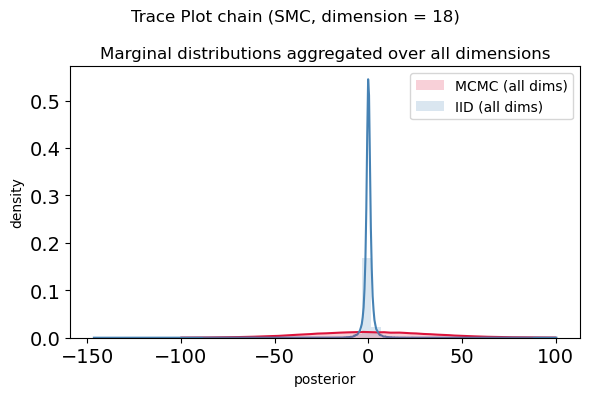 Trace Plot chain (SMC, dimension = 18)
Marginal distributions aggregated over all dimensions
MCMC (all dims)
IID (all dims)
density
0.5
0.4
0.3
0.2
0.1
0.0
−150
−100
−50
0
50
100
posterior